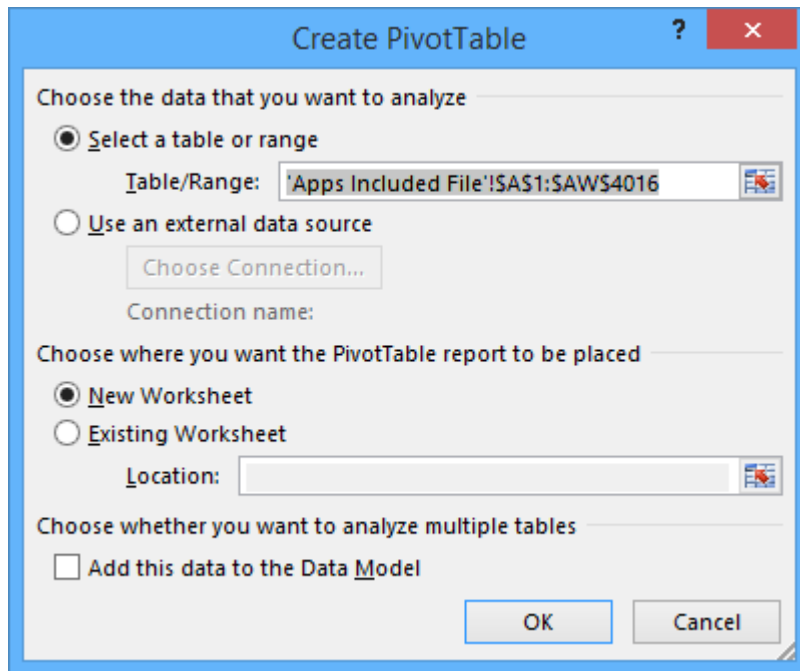 Create PivotTable
?
Choose the data that you want to analyze
Select a table or range
Table/Range: 'Apps Included File'!$A$1:$AW$4016
Use an external data source
Choose Connection...
Connection name:
Choose where you want the PivotTable report to be placed
New Worksheet
Existing Worksheet
Location:
Choose whether you want to analyze multiple tables
Add this data to the Data Model
OK Cancel